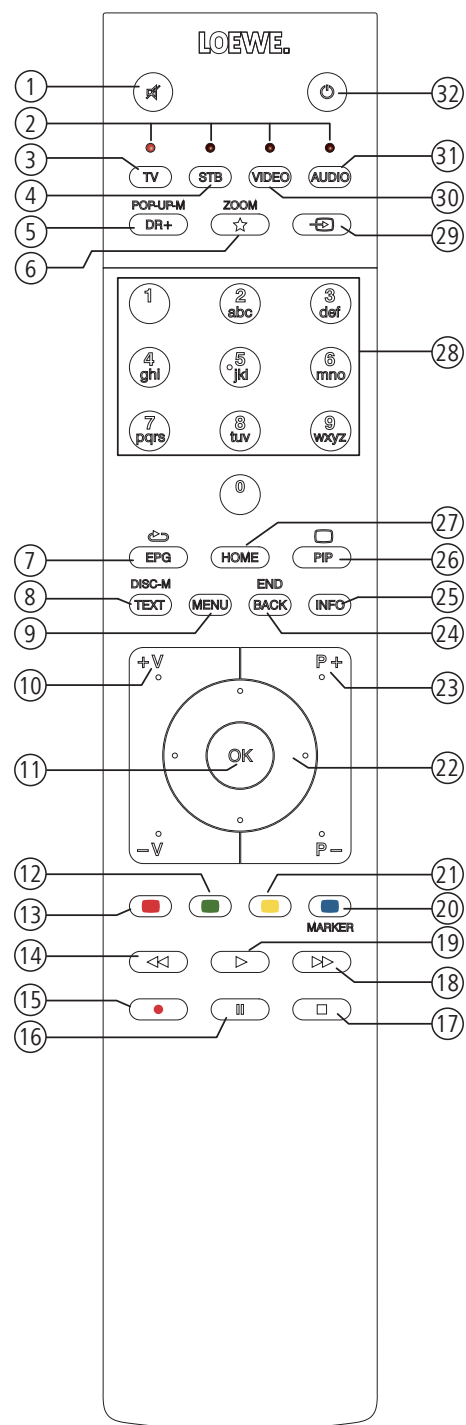 LOEWE.
1 32
2
3 TV STB VIDEO AUDIO 31
4 30
POP-UP-M ZOOM
5 DR+ 29
6
1 2 3
abc def
4 5 6 28
ghi jkl mno
7 8 9
pqrs tuv wxyz
0
27
7 EPG HOME PIP 26
DISC-M END
8 TEXT MENU BACK INFO 25
9 24
+V P+
10 23
11 OK 22
−V P−
12 21
13 20
MARKER
14 19
18
15
16 17